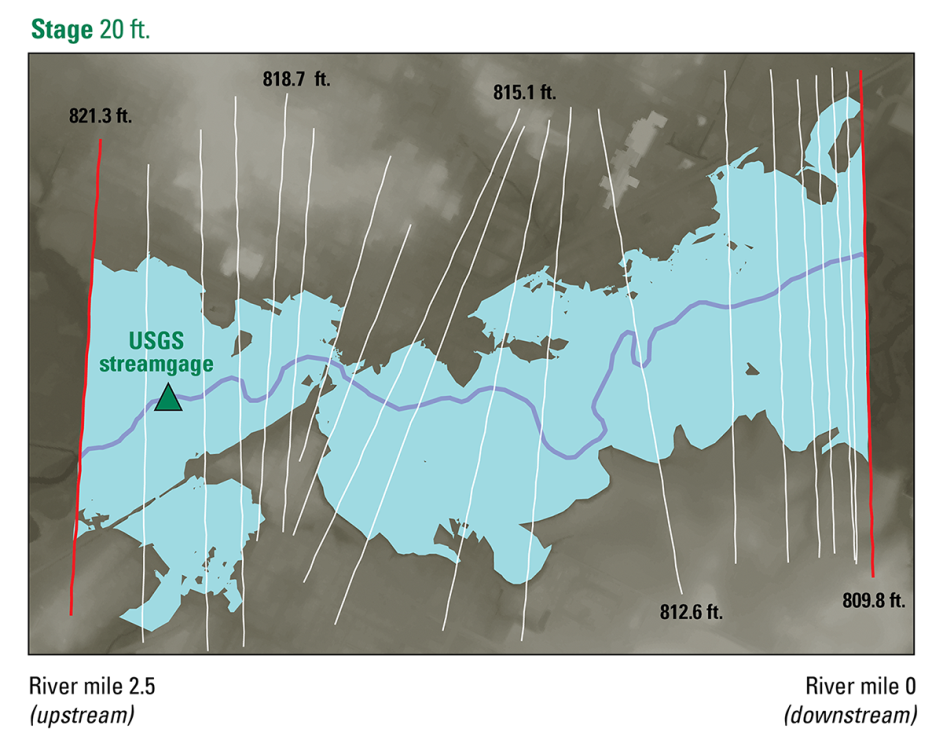 Stage 20 ft.
818.7 ft.
815.1 ft.
821.3 ft.
USGS
streamgage
812.6 ft.
809.8 ft.
River mile 2.5
(upstream)
River mile 0
(downstream)